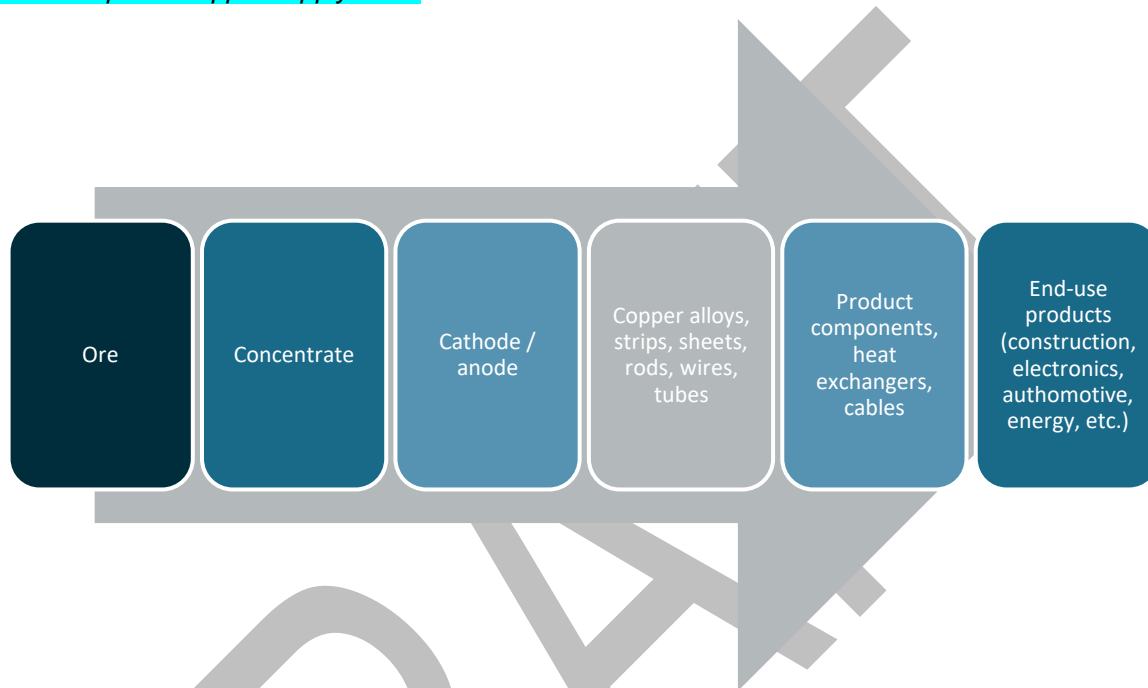 Ore
Concentrate
Cathode /
anode
Copper alloys,
strips, sheets,
rods, wires,
tubes
Product
components,
heat
exchangers,
cables
End-use
products
(construction,
electronics,
authomotive,
energy, etc.)
DRAFT